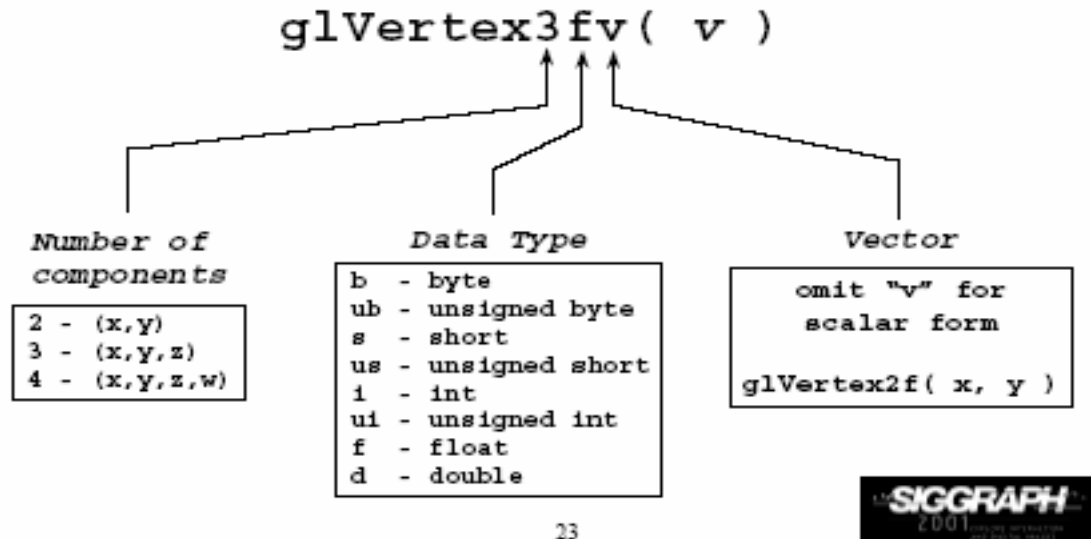 glVertex3fv( v )
Number of
components
2 - (x,y)
3 - (x,y,z)
4 - (x,y,z,w)
Data Type
b - byte
ub - unsigned byte
s - short
us - unsigned short
i - int
ui - unsigned int
f - float
d - double
Vector
omit "v" for
scalar form
glVertex2f( x, y )
23
SIGGRAPH
2001